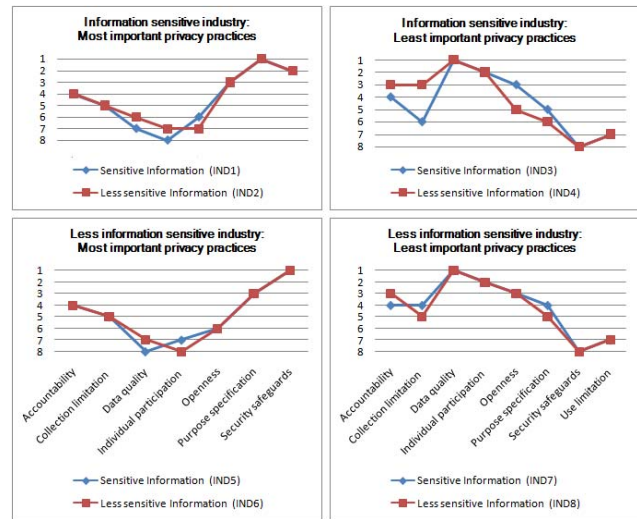 Information sensitive industry:
Most important privacy practices
1
2
3
4
5
6
7
8
Sensitive Information (IND1)
Less sensitive Information (IND2)
Information sensitive industry:
Least important privacy practices
1
2
3
4
5
6
7
8
Sensitive Information (IND3)
Less sensitive Information (IND4)
Less information sensitive industry:
Most important privacy practices
1
2
3
4
5
6
7
8
Accountability
Collection limitation
Data quality
Individual participation
Openness
Purpose specification
Security safeguards
Sensitive Information (IND5)
Less sensitive Information (IND6)
Less information sensitive industry:
Least important privacy practices
1
2
3
4
5
6
7
8
Accountability
Collection limitation
Data quality
Individual participation
Openness
Purpose specification
Security safeguards
Use limitation
Sensitive Information (IND7)
Less sensitive Information (IND8)